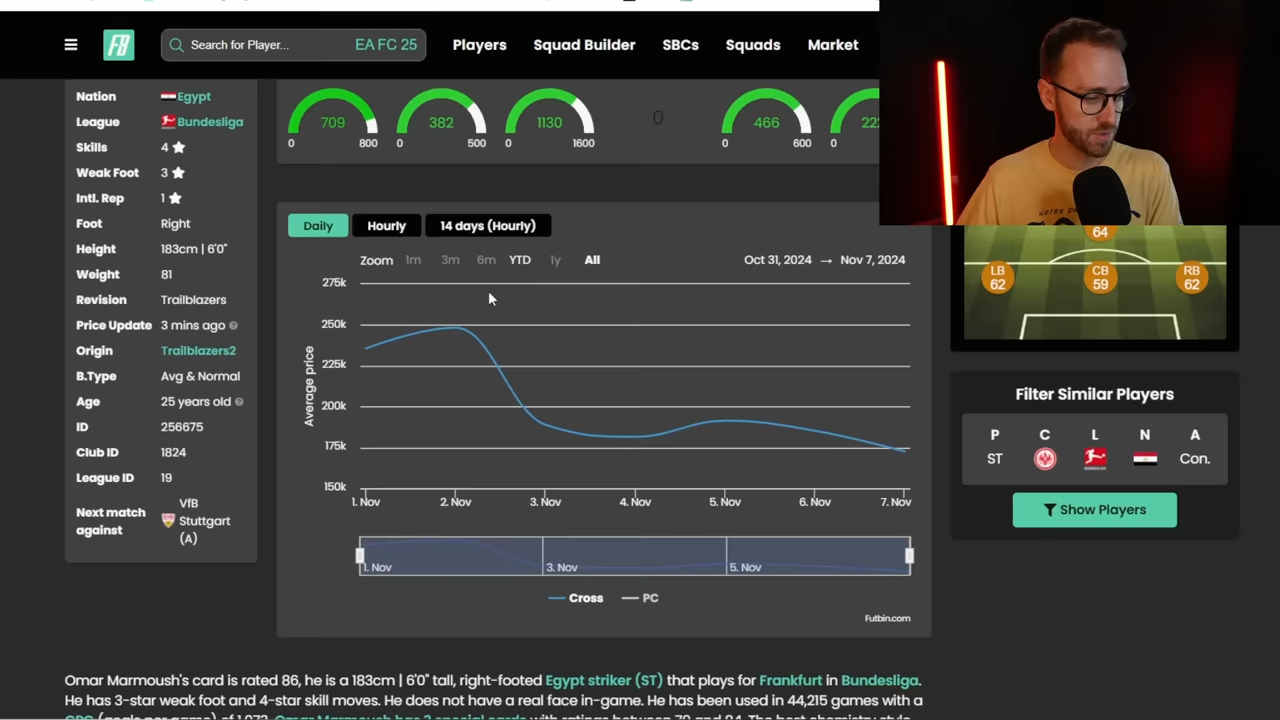 FB
Search for Player... EA FC 25
Players Squad Builder SBCs Squads Market
Nation Egypt
League Bundesliga
Skills 4
Weak Foot 3
Intl. Rep 1
Foot Right
Height 183cm | 6'0"
Weight 81
Revision Trailblazers
Price Update 3 mins ago
Origin Trailblazers2
B.Type Avg & Normal
Age 25 years old
ID 256675
Club ID 1824
League ID 19
Next match against VfB Stuttgart (A)
709 382 1130 0 466 222
0 800 0 500 0 1600 0 600 0
Daily Hourly 14 days (Hourly)
Zoom 1m 3m 6m YTD 1y All Oct 31, 2024 → Nov 7, 2024
275k
250k
225k
200k
175k
150k
Average price
1. Nov 2. Nov 3. Nov 4. Nov 5. Nov 6. Nov 7. Nov
1. Nov 3. Nov 5. Nov
Cross PC
Futbin.com
NOTRE DA
64
LB 62 CB 59 RB 62
Filter Similar Players
P C L N A
ST Con.
Show Players
Omar Marmoush's card is rated 86, he is a 183cm | 6'0" tall, right-footed Egypt striker (ST) that plays for Frankfurt in Bundesliga.
He has 3-star weak foot and 4-star skill moves. He does not have a real face in-game. He has been used in 44,215 games with a